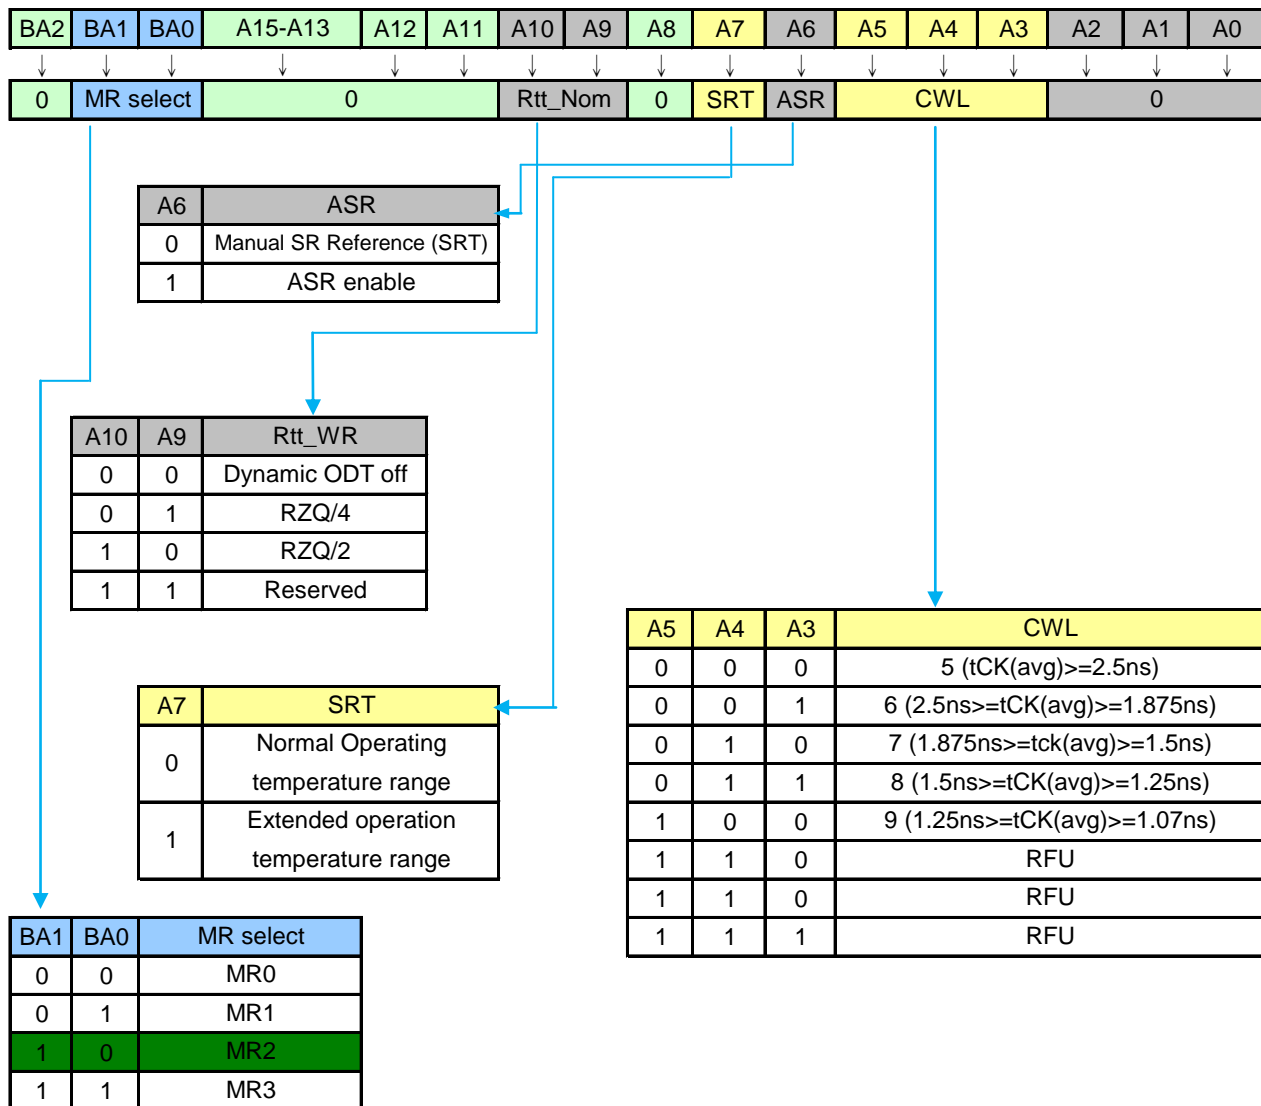 BA2 BA1 BA0 A15-A13 A12 A11 A10 A9 A8 A7 A6 A5 A4 A3 A2 A1 A0
0 MR select 0 Rtt_Nom 0 SRT ASR CWL 0
A6 ASR
0 Manual SR Reference (SRT)
1 ASR enable
A10 A9 Rtt_WR
0 0 Dynamic ODT off
0 1 RZQ/4
1 0 RZQ/2
1 1 Reserved
A5 A4 A3 CWL
0 0 0 5 (tCK(avg)>=2.5ns)
0 0 1 6 (2.5ns>=tCK(avg)>=1.875ns)
0 1 0 7 (1.875ns>=tck(avg)>=1.5ns)
0 1 1 8 (1.5ns>=tCK(avg)>=1.25ns)
1 0 0 9 (1.25ns>=tCK(avg)>=1.07ns)
1 1 0 RFU
1 1 0 RFU
1 1 1 RFU
A7 SRT
0 Normal Operating
temperature range
1 Extended operation
temperature range
BA1 BA0 MR select
0 0 MR0
0 1 MR1
1 0 MR2
1 1 MR3